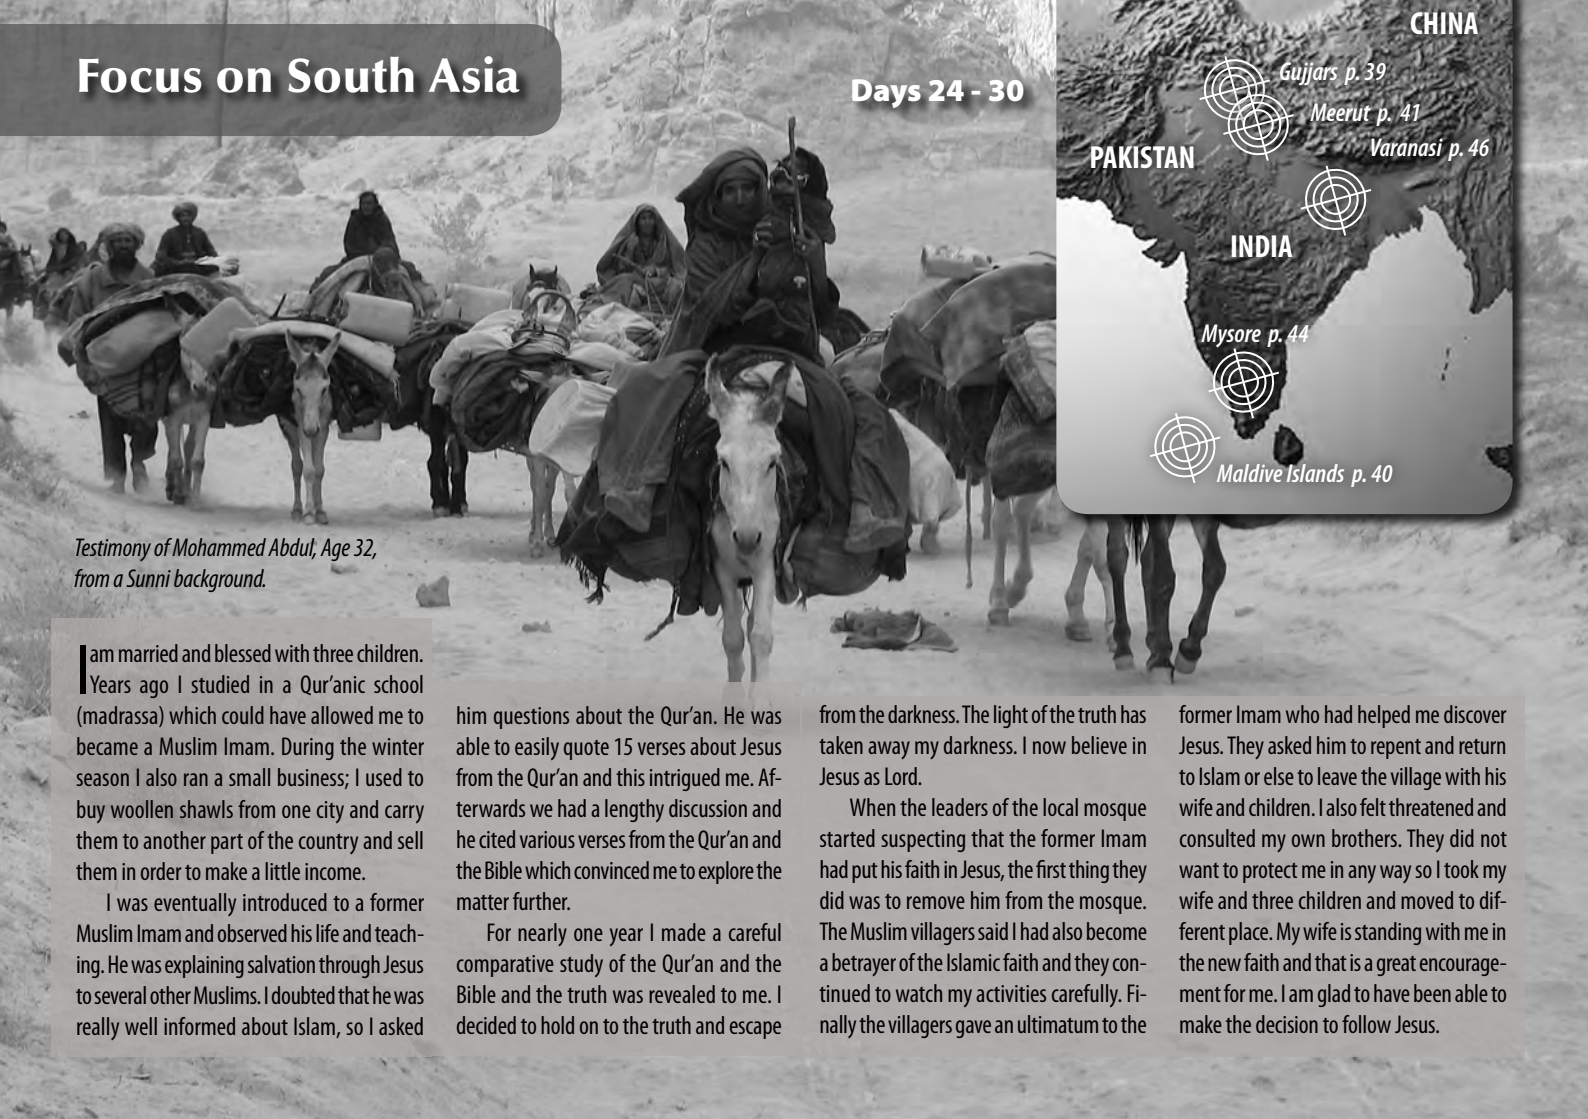 Focus on South Asia
Days 24 - 30
CHINA
Gujjars p. 39
Meerut p. 41
Varanasi p. 46
PAKISTAN
INDIA
Mysore p. 44
Maldive Islands p. 40
Testimony of Mohammed Abdul, Age 32,
from a Sunni background.
I am married and blessed with three children.
Years ago I studied in a Qur'anic school
(madrassa) which could have allowed me to
became a Muslim Imam. During the winter
season I also ran a small business; I used to
buy woollen shawls from one city and carry
them to another part of the country and sell
them in order to make a little income.
I was eventually introduced to a former
Muslim Imam and observed his life and teach-
ing. He was explaining salvation through Jesus
to several other Muslims. I doubted that he was
really well informed about Islam, so I asked
him questions about the Qur'an. He was
able to easily quote 15 verses about Jesus
from the Qur'an and this intrigued me. Af-
terwards we had a lengthy discussion and
he cited various verses from the Qur'an and
the Bible which convinced me to explore the
matter further.
For nearly one year I made a careful
comparative study of the Qur'an and the
Bible and the truth was revealed to me. I
decided to hold on to the truth and escape
from the darkness. The light of the truth has
taken away my darkness. I now believe in
Jesus as Lord.
When the leaders of the local mosque
started suspecting that the former Imam
had put his faith in Jesus, the first thing they
did was to remove him from the mosque.
The Muslim villagers said I had also become
a betrayer of the Islamic faith and they con-
tinued to watch my activities carefully. Fi-
nally the villagers gave an ultimatum to the
former Imam who had helped me discover
Jesus. They asked him to repent and return
to Islam or else to leave the village with his
wife and children. I also felt threatened and
consulted my own brothers. They did not
want to protect me in any way so I took my
wife and three children and moved to dif-
ferent place. My wife is standing with me in
the new faith and that is a great encourage-
ment for me. I am glad to have been able to
make the decision to follow Jesus.